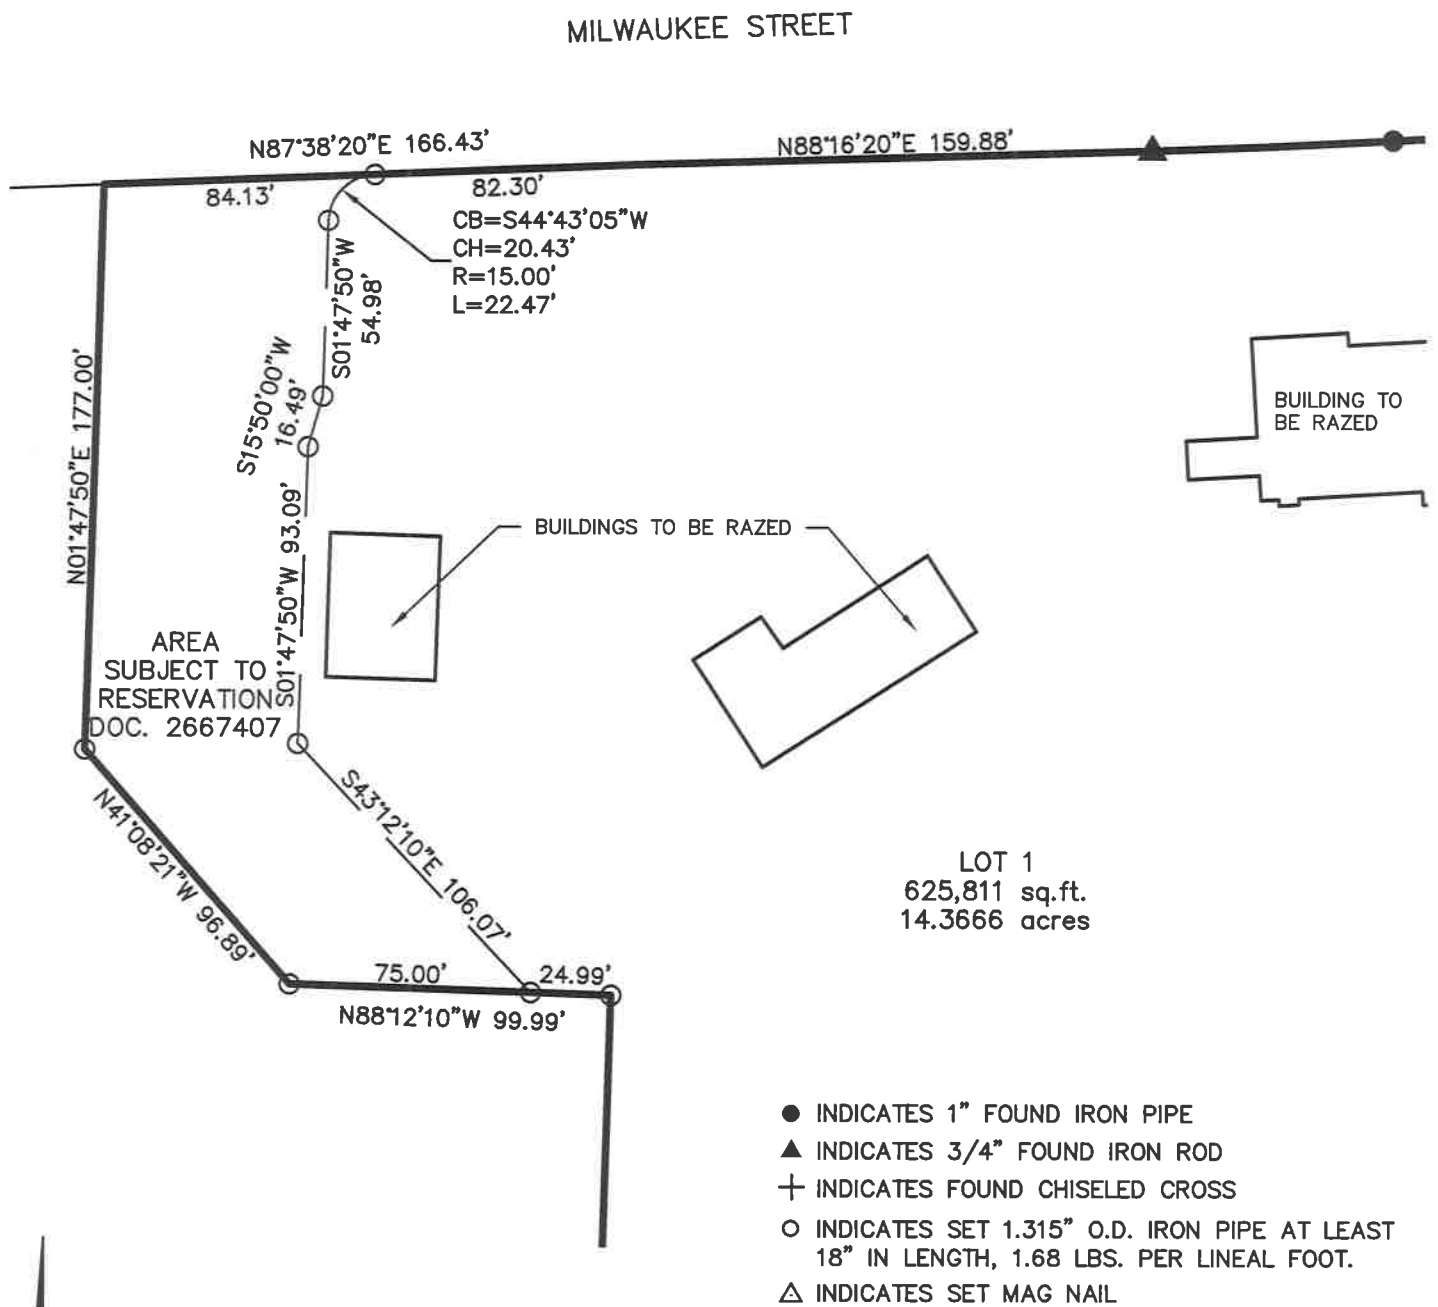 MILWAUKEE STREET
N87°38'20"E 166.43'
N88°16'20"E 159.88'
84.13'
82.30'
CB=S44°43'05"W
CH=20.43'
R=15.00'
L=22.47'
S01°47'50"W
54.98'
S15°50'00"W
16.49'
N01°47'50"E 177.00'
S01°47'50"W 93.09'
BUILDING TO
BE RAZED
BUILDINGS TO BE RAZED
AREA
SUBJECT TO
RESERVATION
DOC. 2667407
N41°08'21"W 96.89'
S43°12'10"E 106.07'
LOT 1
625,811 sq.ft.
14.3666 acres
75.00'
24.99'
N88°12'10"W 99.99'
INDICATES 1" FOUND IRON PIPE
INDICATES 3/4" FOUND IRON ROD
INDICATES FOUND CHISELED CROSS
INDICATES SET 1.315" O.D. IRON PIPE AT LEAST
18" IN LENGTH, 1.68 LBS. PER LINEAL FOOT.
INDICATES SET MAG NAIL